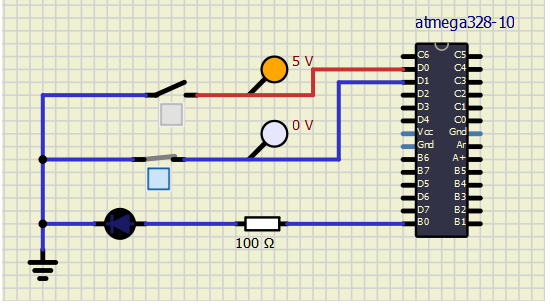 atmega328-10
5 V
0 V
100 Ω
C6 C5
D0 C4
D1 C3
D2 C2
D3 C1
D4 C0
Vcc Gnd
Gnd Ar
B6 A+
B7 B5
D5 B4
D6 B3
D7 B2
B0 B1